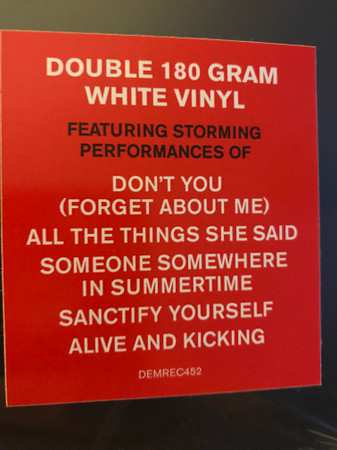 DOUBLE 180 GRAM
WHITE VINYL
FEATURING STORMING
PERFORMANCES OF
DON'T YOU
(FORGET ABOUT ME)
ALL THE THINGS SHE SAID
SOMEONE SOMEWHERE
IN SUMMERTIME
SANCTIFY YOURSELF
ALIVE AND KICKING
DEMREC452